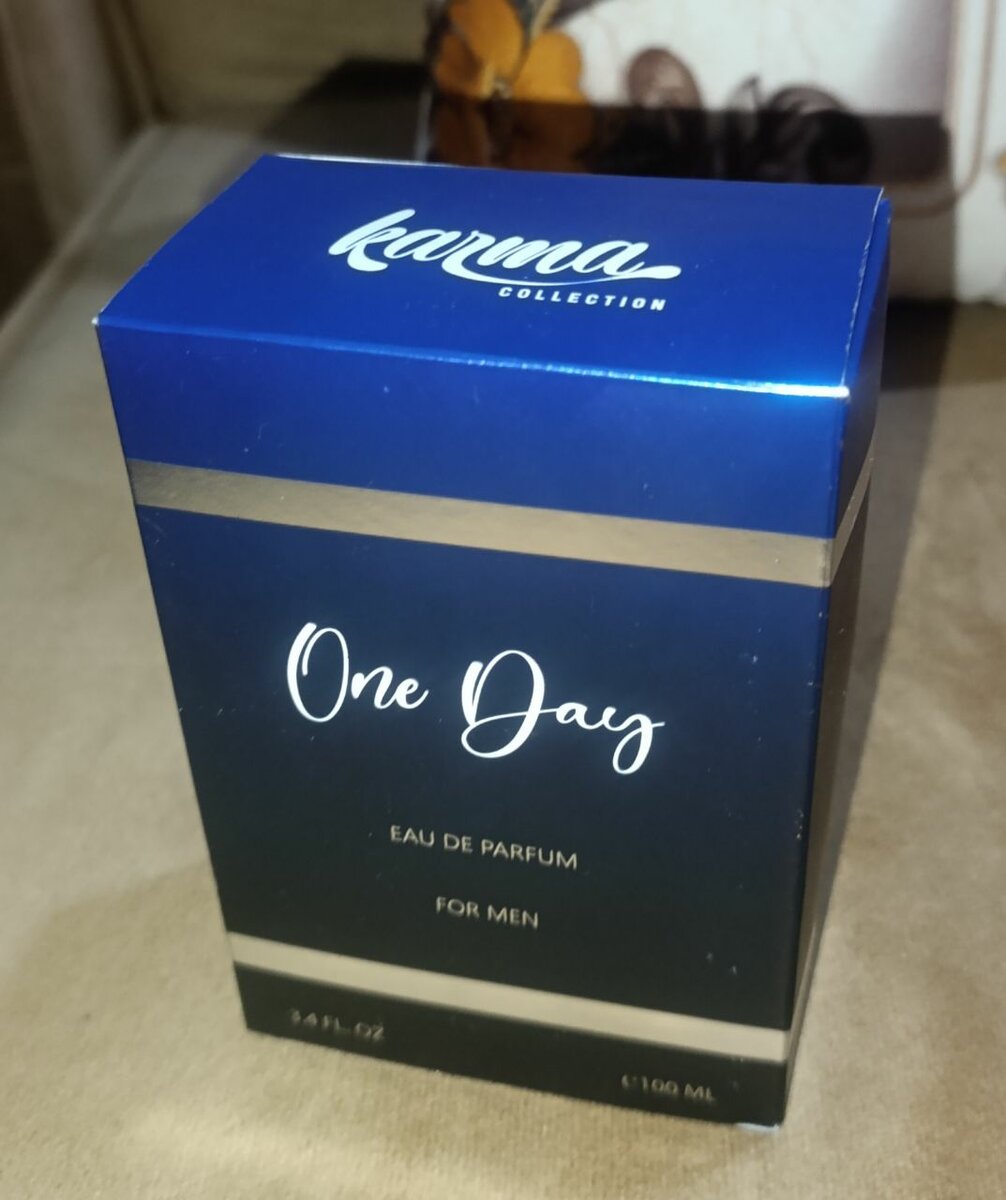 karma
COLLECTION
One Day
EAU DE PARFUM
FOR MEN
3.4 FL. OZ
℮100 ML